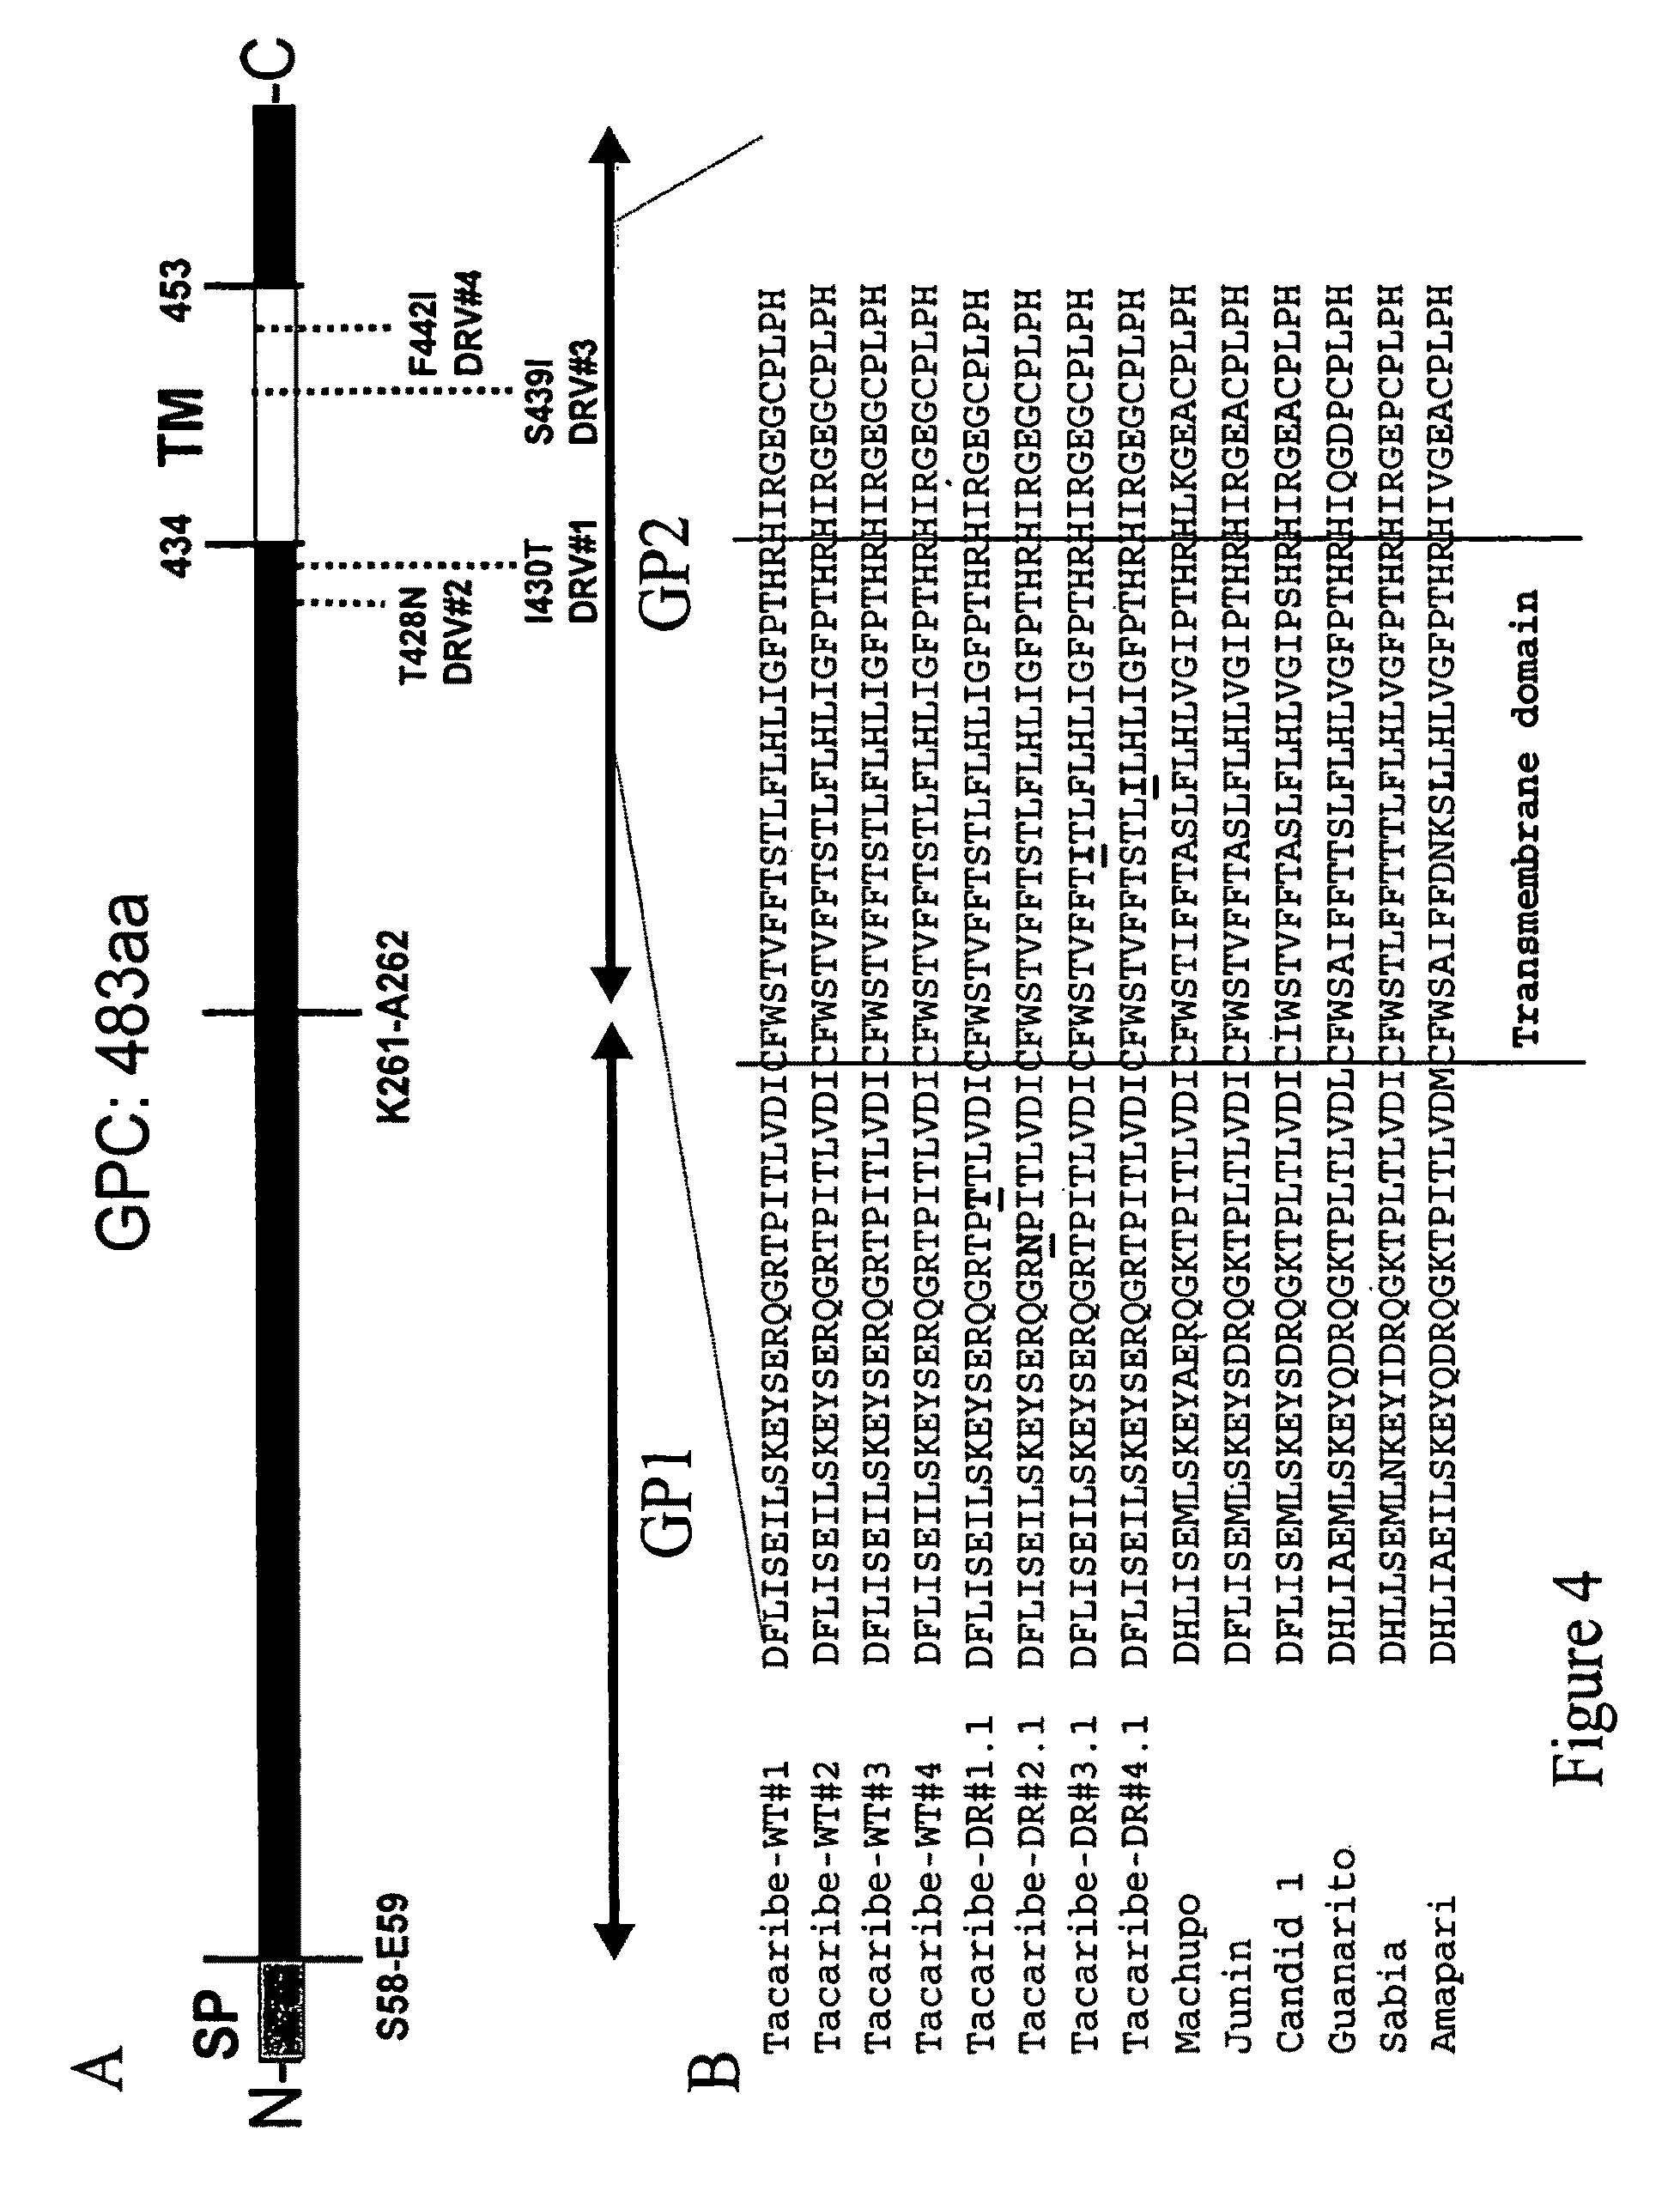 A
GPC: 483aa
SP
TM
434 453
N C
S58-E59
K261-A262
T428N
DRV#2
F442I
DRV#4
I430T
DRV#1
S439I
DRV#3
GP1 GP2
B
Tacaribe-WT#1 DFLISEILSKEYSERQGRTPITLVDICFWSTVFFTSTLFLHLIGFPTHRHIRGEGCPLPH
Tacaribe-WT#2 DFLISEILSKEYSERQGRTPITLVDICFWSTVFFTSTLFLHLIGFPTHRHIRGEGCPLPH
Tacaribe-WT#3 DFLISEILSKEYSERQGRTPITLVDICFWSTVFFTSTLFLHLIGFPTHRHIRGEGCPLPH
Tacaribe-WT#4 DFLISEILSKEYSERQGRTPITLVDICFWSTVFFTSTLFLHLIGFPTHRHIRGEGCPLPH
Tacaribe-DR#1.1 DFLISEILSKEYSERQGRTPTTLVDICFWSTVFFTSTLFLHLIGFPTHRHIRGEGCPLPH
Tacaribe-DR#2.1 DFLISEILSKEYSERQGRNPITLVDICFWSTVFFTSTLFLHLIGFPTHRHIRGEGCPLPH
Tacaribe-DR#3.1 DFLISEILSKEYSERQGRTPITLVDICFWSTVFFTITLFLHLIGFPTHRHIRGEGCPLPH
Tacaribe-DR#4.1 DFLISEILSKEYSERQGRTPITLVDICFWSTVFFTSTLILHLIGFPTHRHIRGEGCPLPH
Machupo DHLISEMLSKEYAERQGKTPITLVDICFWSTIFFTASLFLHLVGIPTHRHLKGEACPLPH
Junin DFLISEMLSKEYSDRQGKTPLTLVDICFWSTVFFTASLFLHLVGIPTHRHIRGEACPLPH
Candid 1 DFLISEMLSKEYSDRQGKTPLTLVDICIWSTVFFTASLFLHLVGIPSHRHIRGEACPLPH
Guanarito DHLIAEMLSKEYQDRQGKTPLTLVDLCFWSAIFFTTSLFLHLVGFPTHRHIQGDPCPLPH
Sabia DHLLSEMLNKEYIDRQGKTPLTLVDICFWSTLFFTTTLFLHLVGFPTHRHIRGEPCPLPH
Amapari DHLIAEILSKEYQDRQGKTPITLVDMCFWSAIFFDNKSLLHLVGFPTHRHIVGEACPLPH
Transmembrane domain
Figure 4